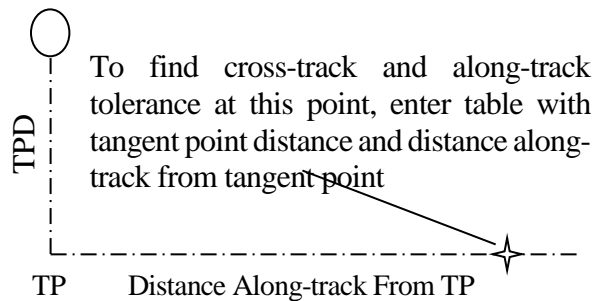 To find cross-track and along-track
tolerance at this point, enter table with
tangent point distance and distance along-
track from tangent point
TPD
TP Distance Along-track From TP